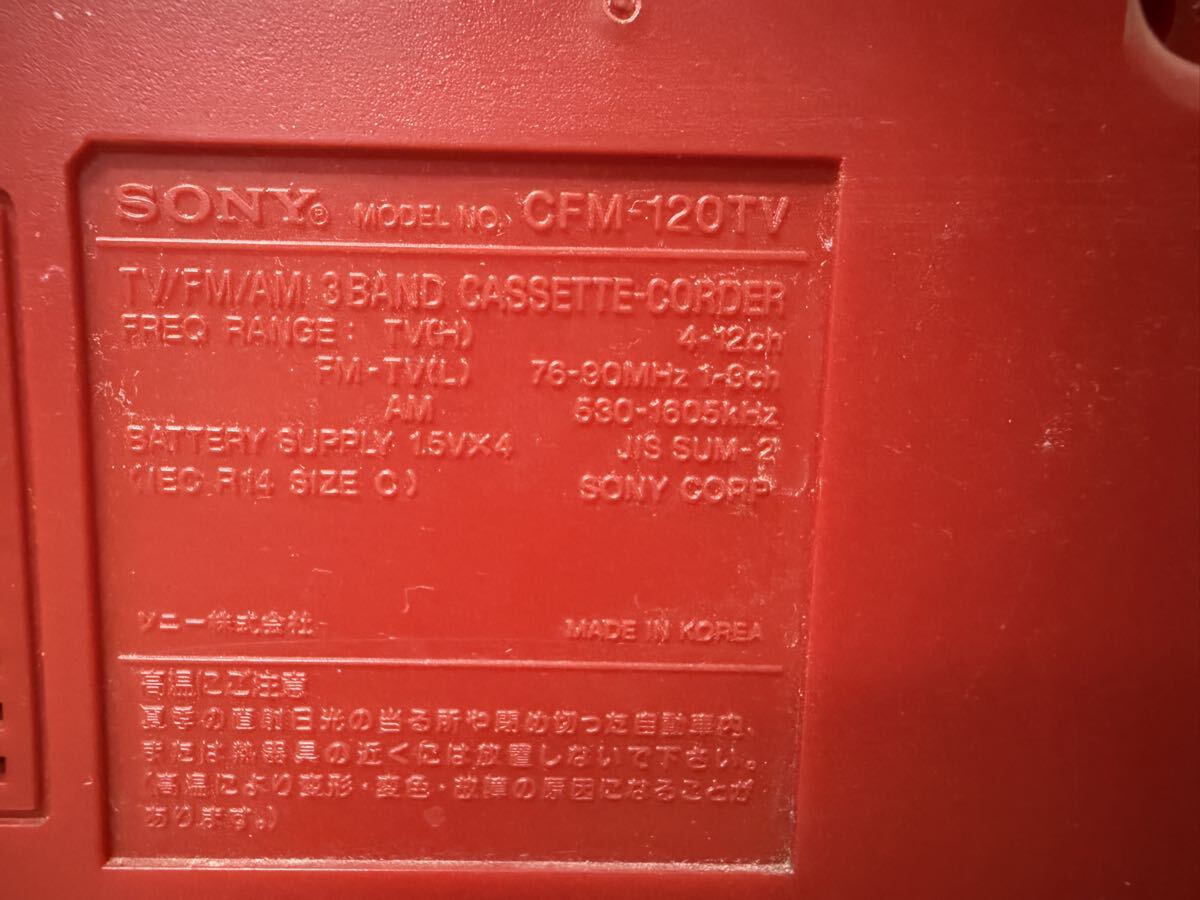 SONY® MODEL NO. CFM-120TV
TV/FM/AM 3 BAND CASSETTE-CORDER
FREQ RANGE: TV(H) 4-12ch
FM-TV(L) 76-90MHz 1-3ch
AM 530-1605kHz
BATTERY SUPPLY 1.5V×4 JIS SUM-2
(IEC R14 SIZE C) SONY CORP
ソニー株式会社 MADE IN KOREA
高温にご注意
夏季の直射日光の当る所や閉め切った自動車内、
または熱器具の近くには放置しないで下さい。
(高温により変形・変色・故障の原因になることが
あります。)